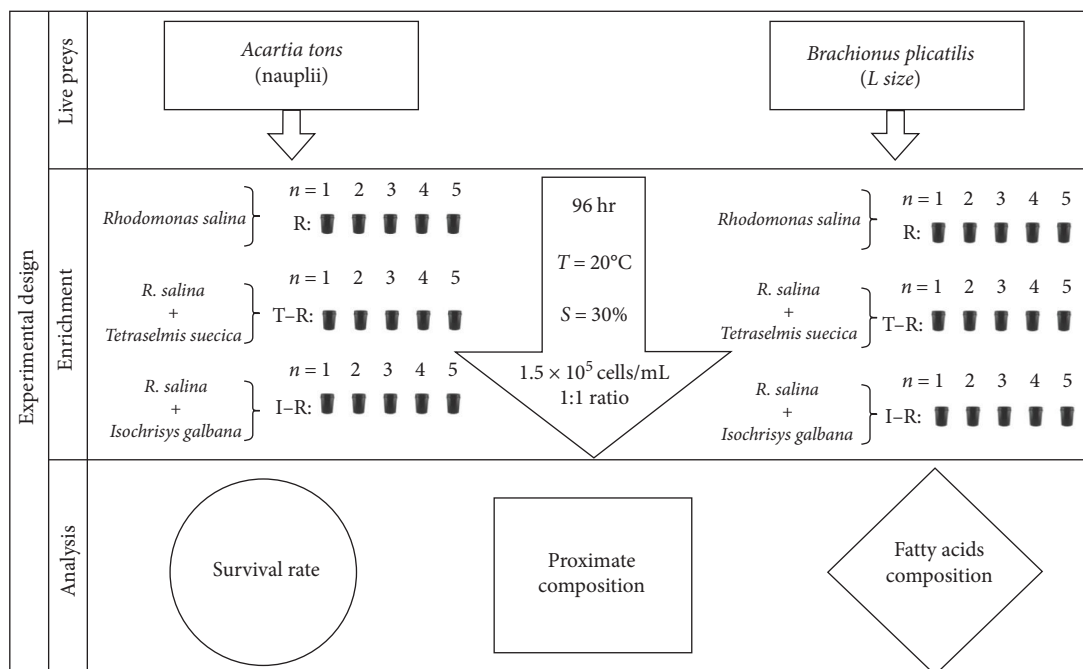 Experimental design
Live preys
Acartia tons
(nauplii)
Brachionus plicatilis
(L size)
Enrichment
Rhodomonas salina
n = 1 2 3 4 5
R:
R. salina
+
Tetraselmis suecica
n = 1 2 3 4 5
T–R:
R. salina
+
Isochrisys galbana
n = 1 2 3 4 5
I–R:
96 hr
T = 20°C
S = 30%
1.5 × 10⁵ cells/mL
1:1 ratio
Rhodomonas salina
n = 1 2 3 4 5
R:
R. salina
+
Tetraselmis suecica
n = 1 2 3 4 5
T–R:
R. salina
+
Isochrisys galbana
n = 1 2 3 4 5
I–R:
Analysis
Survival rate
Proximate
composition
Fatty acids
composition